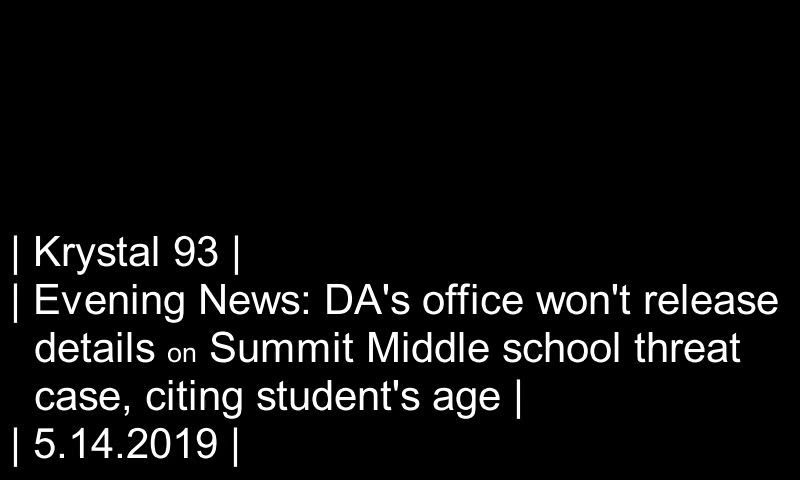 | Krystal 93 |
| Evening News: DA's office won't release
details on Summit Middle school threat
case, citing student's age |
| 5.14.2019 |